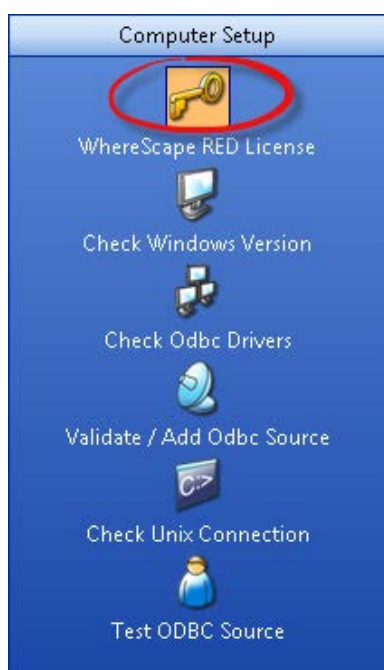 Computer Setup
WhereScape RED License
Check Windows Version
Check Odbc Drivers
Validate / Add Odbc Source
C:>
Check Unix Connection
Test ODBC Source